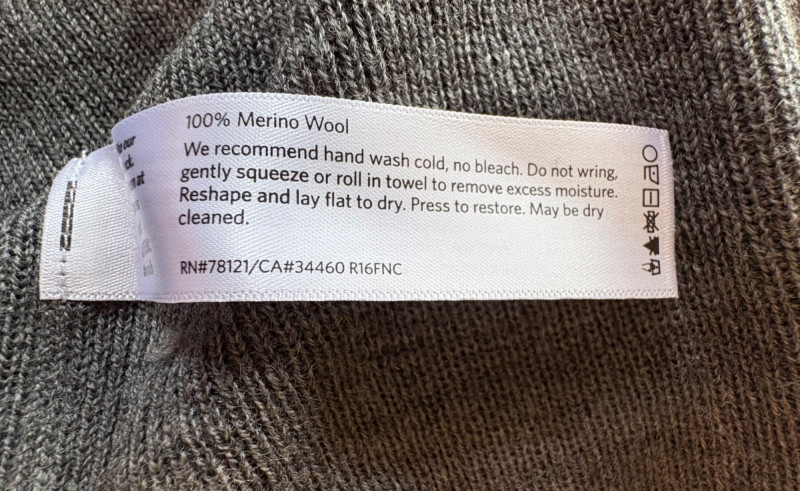 100% Merino Wool
We recommend hand wash cold, no bleach. Do not wring,
gently squeeze or roll in towel to remove excess moisture.
Reshape and lay flat to dry. Press to restore. May be dry
cleaned.
RN#78121/CA#34460 R16FNC
our
at